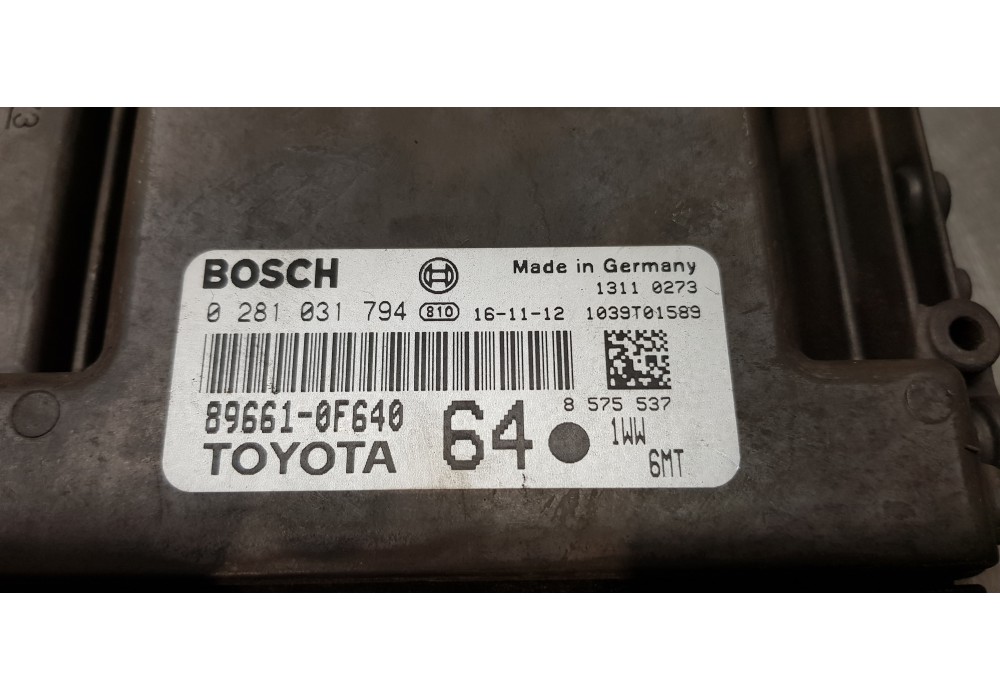 BOSCH Made in Germany
1311 0273
0 281 031 794 810 16-11-12 1039T01589
8 575 537
89661-0F640 64 1WW
TOYOTA 6MT